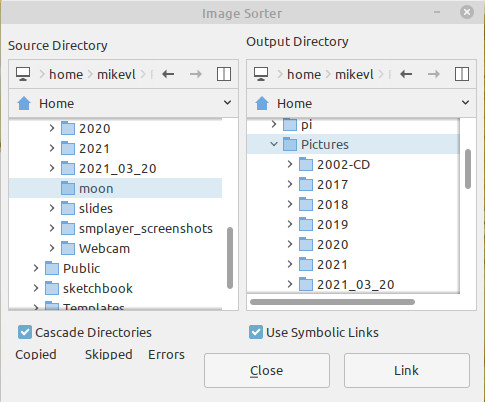 Image Sorter
Source Directory
Output Directory
home mikevl
home mikevl
Home
Home
2020
2021
2021_03_20
moon
slides
smplayer_screenshots
Webcam
Public
sketchbook
Templates
pi
Pictures
2002-CD
2017
2018
2019
2020
2021
2021_03_20
Cascade Directories
Use Symbolic Links
Copied Skipped Errors
Close
Link